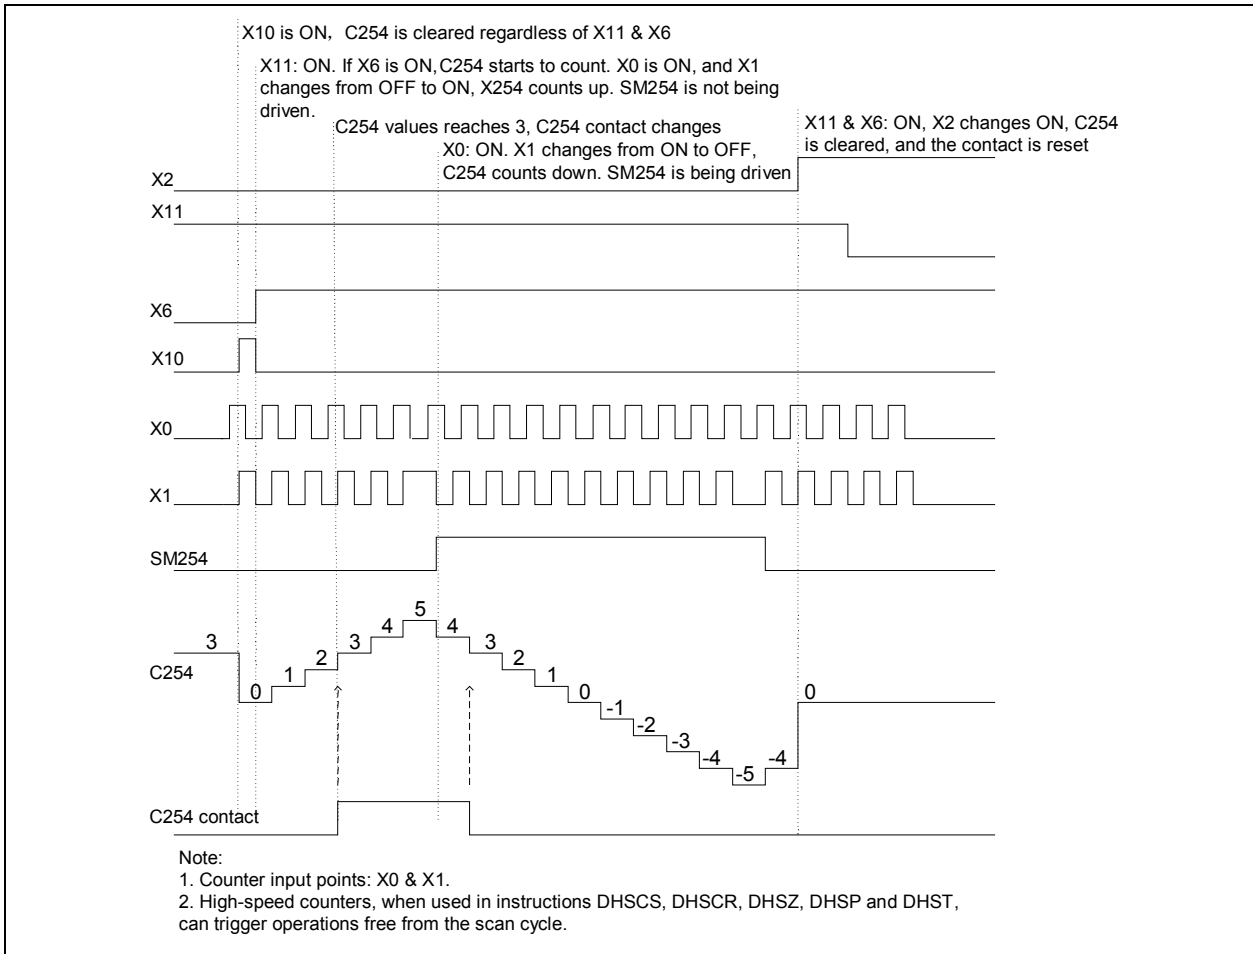 X10 is ON, C254 is cleared regardless of X11 & X6
X11: ON. If X6 is ON, C254 starts to count. X0 is ON, and X1
changes from OFF to ON, X254 counts up. SM254 is not being
driven.
C254 values reaches 3, C254 contact changes
X0: ON. X1 changes from ON to OFF,
C254 counts down. SM254 is being driven
X11 & X6: ON, X2 changes ON, C254
is cleared, and the contact is reset
X2
X11
X6
X10
X0
X1
SM254
C254
3
0
1
2
3
4
5
4
3
2
1
0
-1
-2
-3
-4
-5
-4
0
C254 contact
Note:
1. Counter input points: X0 & X1.
2. High-speed counters, when used in instructions DHSCS, DHSCR, DHSZ, DHSP and DHST,
can trigger operations free from the scan cycle.